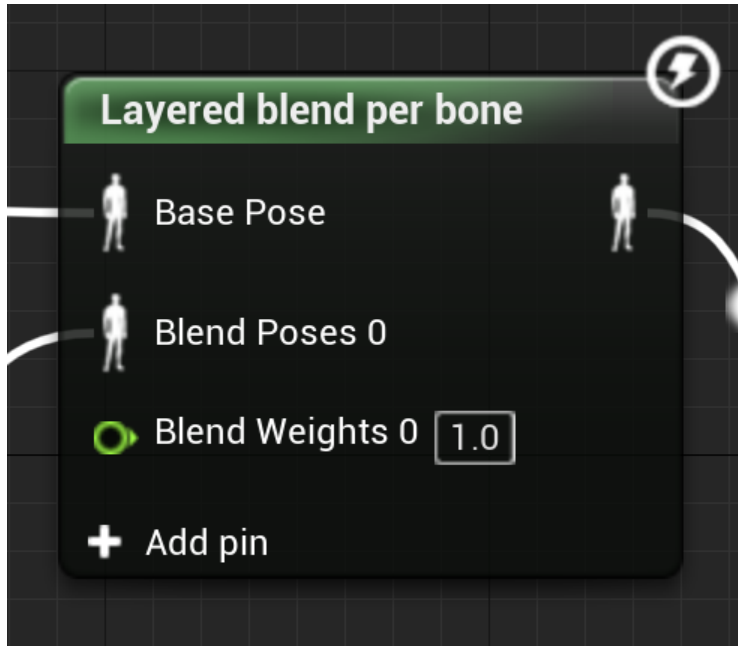 Layered blend per bone
Base Pose
Blend Poses 0
Blend Weights 0 1.0
Add pin